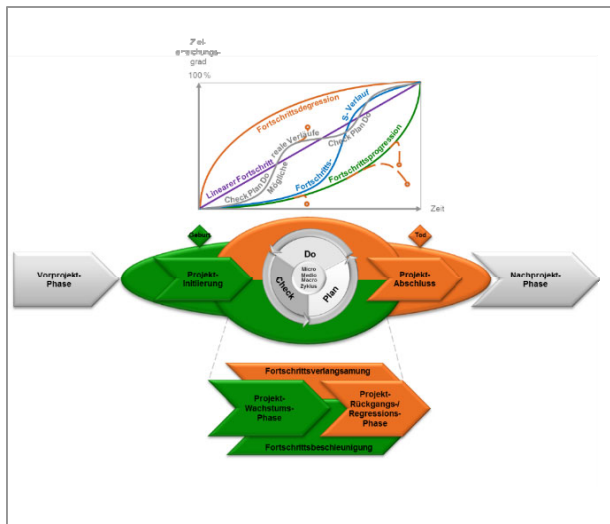 Ziel-
erreichungs-
grad
100 %
Fortschrittsdegression
S- Verlauf
reale Verläufe
Check Plan Do
Linearer Fortschritt
Mögliche
Check Plan Do
Fortschritts-
Fortschrittsprogression
Zeit
Geburt
Tod
Vorprojekt-
Phase
Projekt-
Initiierung
Do
Micro
Medio
Macro
Zyklus
Check
Plan
Projekt-
Abschluss
Nachprojekt-
Phase
Fortschrittsverlangsamung
Projekt-
Wachstums-
Phase
Projekt-
Rückgangs-/
Regressions-
Phase
Fortschrittsbeschleunigung